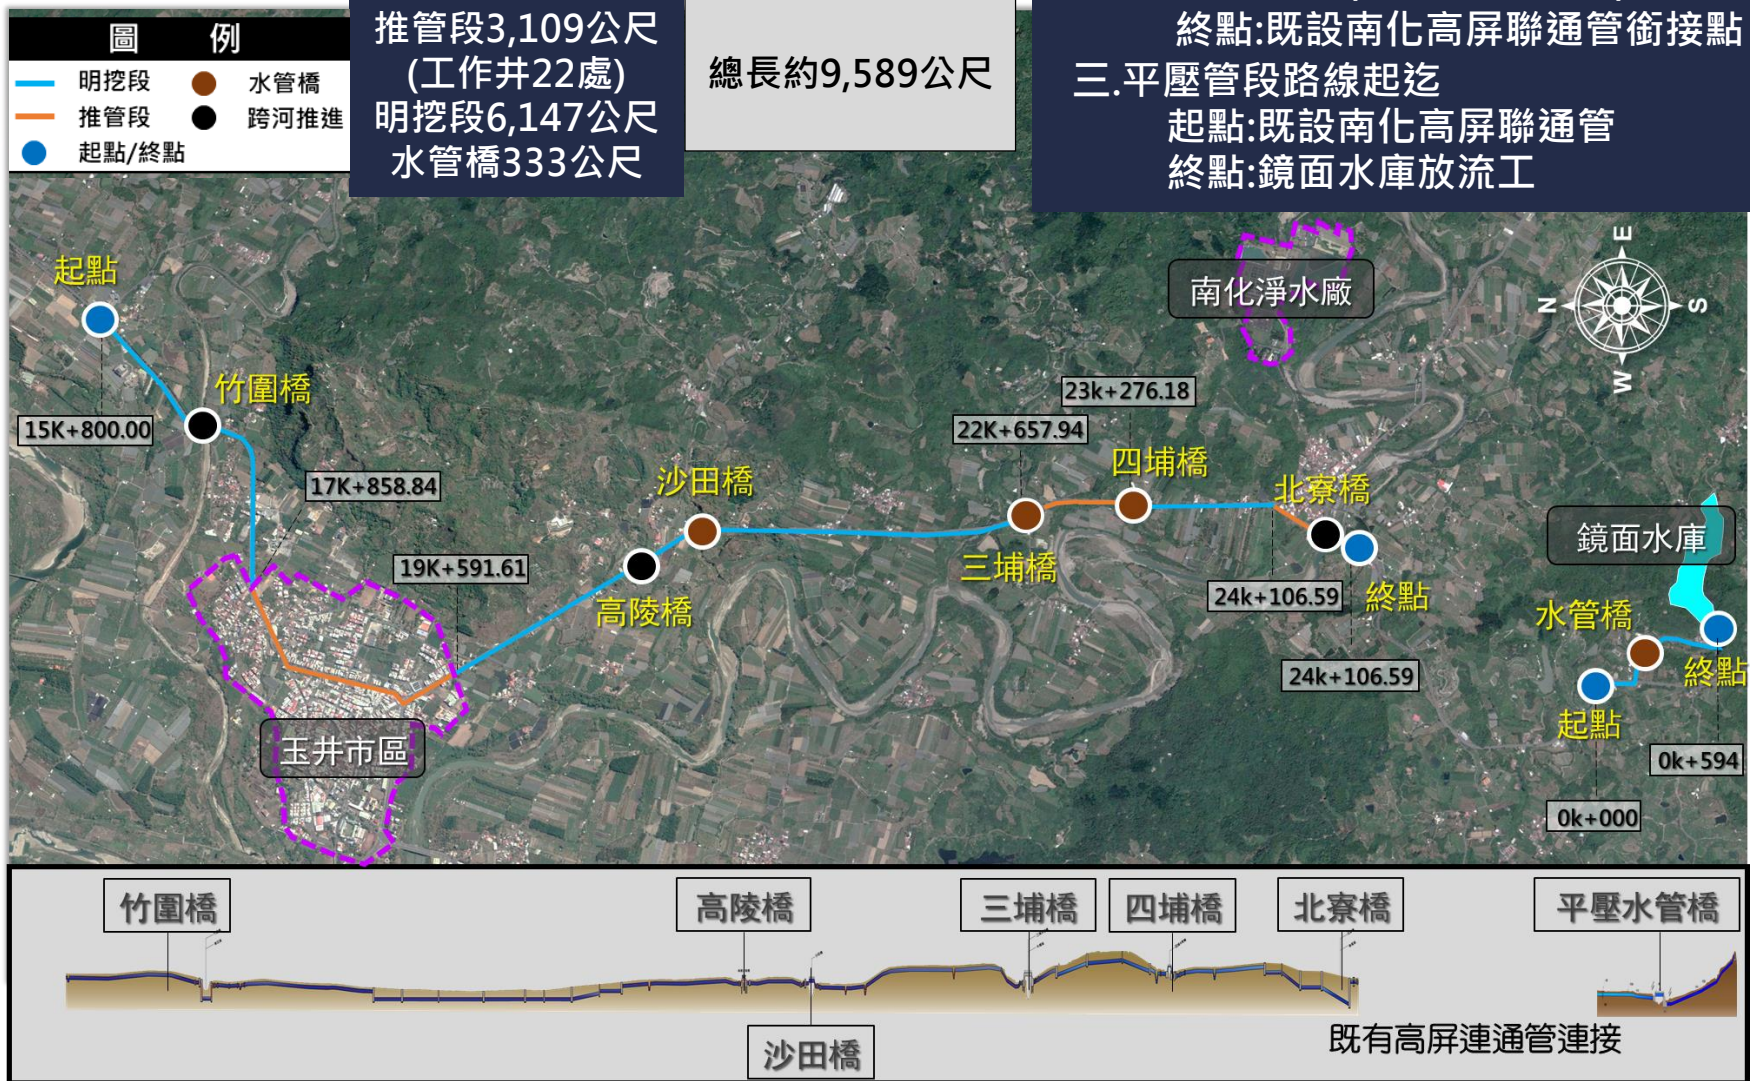 圖 例
明挖段
水管橋
推管段
跨河推進
起點/終點
推管段3,109公尺
(工作井22處)
明挖段6,147公尺
水管橋333公尺
總長約9,589公尺
終點:既設南化高屏聯通管銜接點
三.平壓管段路線起迄
起點:既設南化高屏聯通管
終點:鏡面水庫放流工
E
N
S
W
南化淨水廠
起點
竹圍橋
15K+800.00
17K+858.84
19K+591.61
玉井市區
高陵橋
沙田橋
22K+657.94
三埔橋
23k+276.18
四埔橋
北寮橋
24k+106.59
終點
24k+106.59
鏡面水庫
水管橋
終點
起點
0k+594
0k+000
竹圍橋
高陵橋
三埔橋
四埔橋
北寮橋
平壓水管橋
沙田橋
既有高屏連通管連接